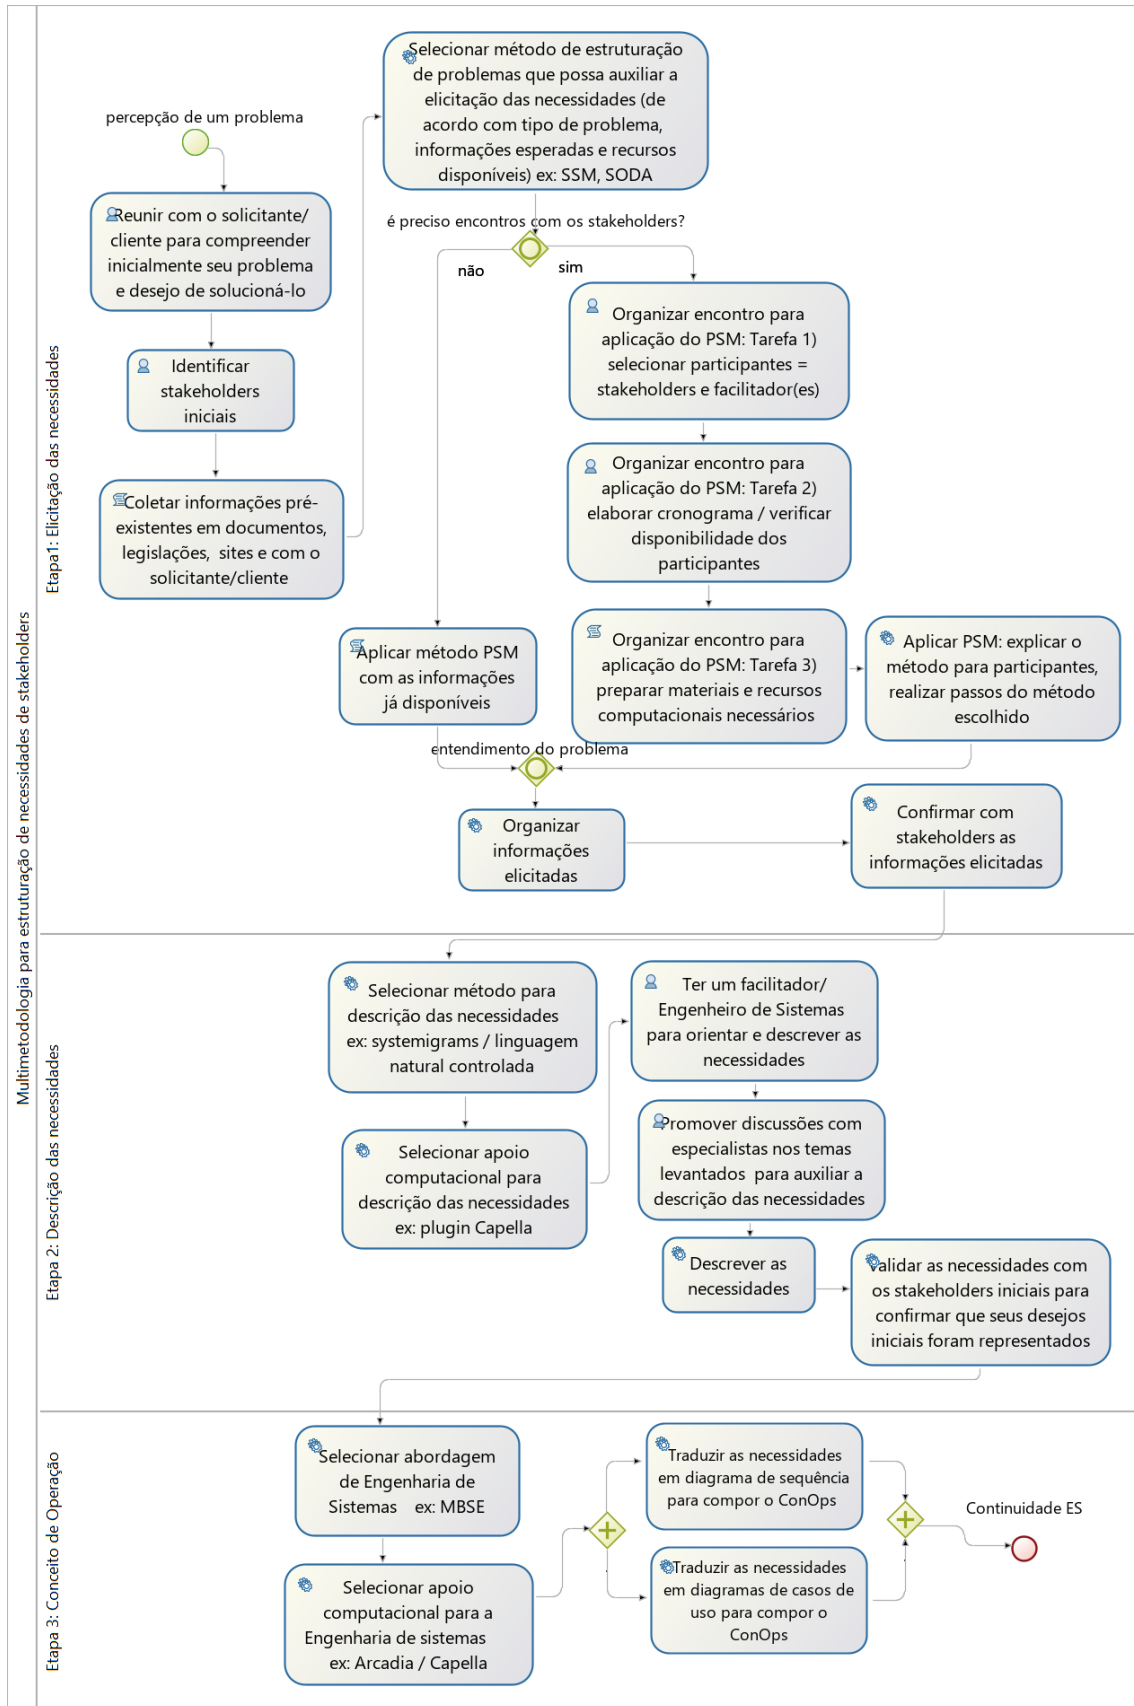 Multimetodologia para estruturação de necessidades de stakeholders
Etapa1: Elicitação das necessidades
percepção de um problema
Reunir com o solicitante/
cliente para compreender
inicialmente seu problema
e desejo de solucioná-lo
Identificar
stakeholders
iniciais
Coletar informações pré-
existentes em documentos,
legislações, sites e com o
solicitante/cliente
Selecionar método de estruturação
de problemas que possa auxiliar a
elicitação das necessidades (de
acordo com tipo de problema,
informações esperadas e recursos
disponíveis) ex: SSM, SODA
é preciso encontros com os stakeholders?
não
sim
Organizar encontro para
aplicação do PSM: Tarefa 1)
selecionar participantes =
stakeholders e facilitador(es)
Organizar encontro para
aplicação do PSM: Tarefa 2)
elaborar cronograma / verificar
disponibilidade dos
participantes
Organizar encontro para
aplicação do PSM: Tarefa 3)
preparar materiais e recursos
computacionais necessários
Aplicar PSM: explicar o
método para participantes,
realizar passos do método
escolhido
Aplicar método PSM
com as informações
já disponíveis
entendimento do problema
Organizar
informações
elicitadas
Confirmar com
stakeholders as
informações elicitadas
Etapa 2: Descrição das necessidades
Selecionar método para
descrição das necessidades
ex: systemigrams / linguagem
natural controlada
Selecionar apoio
computacional para
descrição das necessidades
ex: plugin Capella
Ter um facilitador/
Engenheiro de Sistemas
para orientar e descrever as
necessidades
Promover discussões com
especialistas nos temas
levantados para auxiliar a
descrição das necessidades
Descrever as
necessidades
Validar as necessidades com
os stakeholders iniciais para
confirmar que seus desejos
iniciais foram representados
Etapa 3: Conceito de Operação
Selecionar abordagem
de Engenharia de
Sistemas ex: MBSE
Selecionar apoio
computacional para a
Engenharia de sistemas
ex: Arcadia / Capella
Traduzir as necessidades
em diagrama de sequência
para compor o ConOps
Traduzir as necessidades
em diagramas de casos de
uso para compor o
ConOps
Continuidade ES